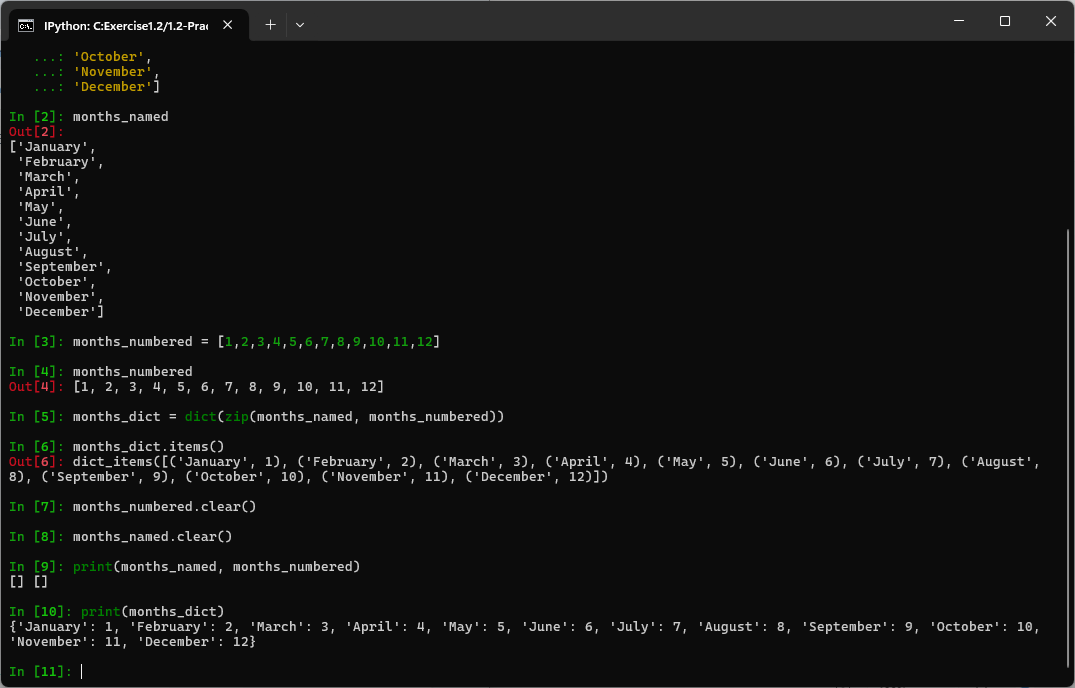 IPython: C:Exercise1.2/1.2-Prac
...: 'October',
...: 'November',
...: 'December']
In [2]: months_named
Out[2]:
['January',
'February',
'March',
'April',
'May',
'June',
'July',
'August',
'September',
'October',
'November',
'December']
In [3]: months_numbered = [1,2,3,4,5,6,7,8,9,10,11,12]
In [4]: months_numbered
Out[4]: [1, 2, 3, 4, 5, 6, 7, 8, 9, 10, 11, 12]
In [5]: months_dict = dict(zip(months_named, months_numbered))
In [6]: months_dict.items()
Out[6]: dict_items([('January', 1), ('February', 2), ('March', 3), ('April', 4), ('May', 5), ('June', 6), ('July', 7), ('August',
8), ('September', 9), ('October', 10), ('November', 11), ('December', 12)])
In [7]: months_numbered.clear()
In [8]: months_named.clear()
In [9]: print(months_named, months_numbered)
[] []
In [10]: print(months_dict)
{'January': 1, 'February': 2, 'March': 3, 'April': 4, 'May': 5, 'June': 6, 'July': 7, 'August': 8, 'September': 9, 'October': 10,
'November': 11, 'December': 12}
In [11]: